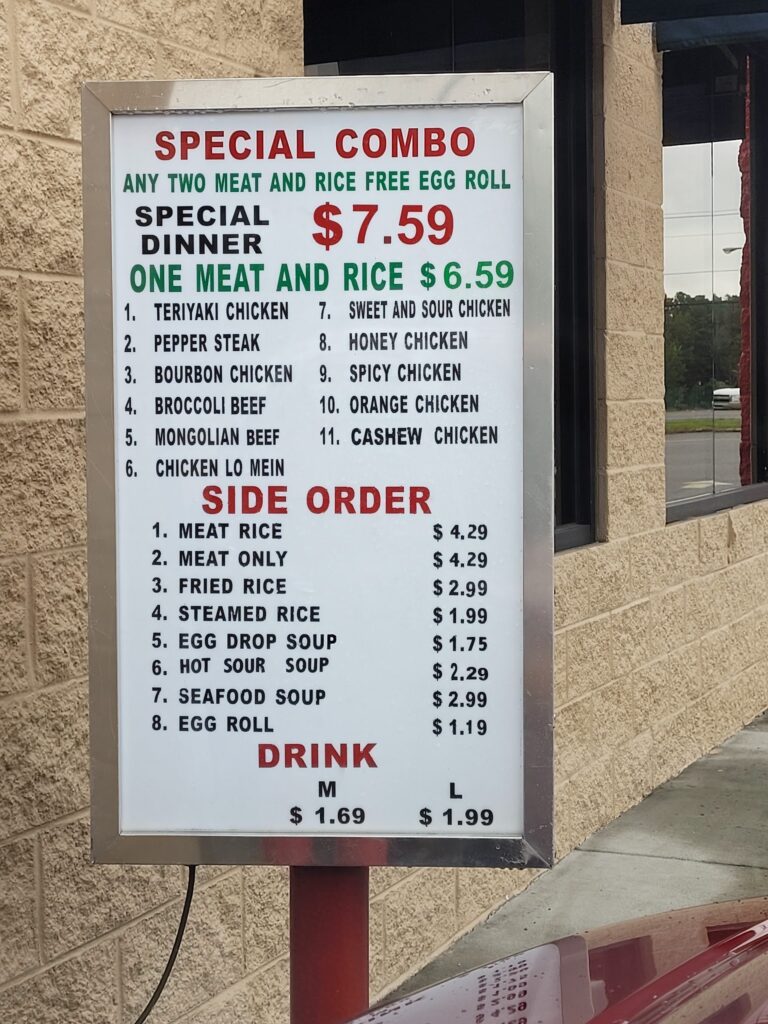 SPECIAL COMBO
ANY TWO MEAT AND RICE FREE EGG ROLL
SPECIAL DINNER $7.59
ONE MEAT AND RICE $6.59
1. TERIYAKI CHICKEN 7. SWEET AND SOUR CHICKEN
2. PEPPER STEAK 8. HONEY CHICKEN
3. BOURBON CHICKEN 9. SPICY CHICKEN
4. BROCCOLI BEEF 10. ORANGE CHICKEN
5. MONGOLIAN BEEF 11. CASHEW CHICKEN
6. CHICKEN LO MEIN
SIDE ORDER
1. MEAT RICE $ 4.29
2. MEAT ONLY $ 4.29
3. FRIED RICE $ 2.99
4. STEAMED RICE $ 1.99
5. EGG DROP SOUP $ 1.75
6. HOT SOUR SOUP $ 2.29
7. SEAFOOD SOUP $ 2.99
8. EGG ROLL $ 1.19
DRINK
M L
$ 1.69 $ 1.99